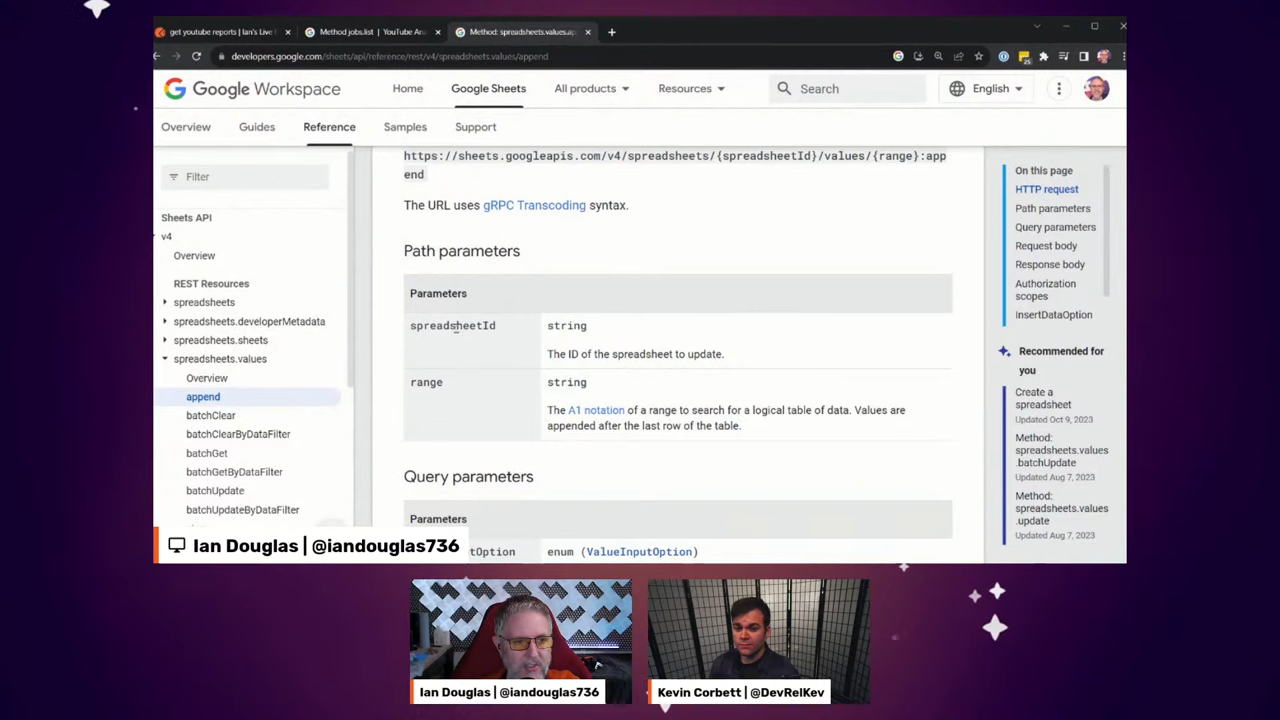 get youtube reports | Ian's Live
Method jobs.list | YouTube An
Method: spreadsheets.values.ap
developers.google.com/sheets/api/reference/rest/v4/spreadsheets.values/append
Google Workspace
Home
Google Sheets
All products
Resources
Search
English
Overview
Guides
Reference
Samples
Support
Filter
Sheets API
v4
Overview
REST Resources
spreadsheets
spreadsheets.developerMetadata
spreadsheets.sheets
spreadsheets.values
Overview
append
batchClear
batchClearByDataFilter
batchGet
batchGetByDataFilter
batchUpdate
batchUpdateByDataFilter
https://sheets.googleapis.com/v4/spreadsheets/{spreadsheetId}/values/{range}:app
end
The URL uses gRPC Transcoding syntax.
Path parameters
Parameters
spreadsheetId
string
The ID of the spreadsheet to update.
range
string
The A1 notation of a range to search for a logical table of data. Values are
appended after the last row of the table.
Query parameters
Parameters
tOption
enum (ValueInputOption)
On this page
HTTP request
Path parameters
Query parameters
Request body
Response body
Authorization
scopes
InsertDataOption
Recommended for
you
Create a
spreadsheet
Updated Oct 9, 2023
Method:
spreadsheets.values
.batchUpdate
Updated Aug 7, 2023
Method:
spreadsheets.values
.update
Updated Aug 7, 2023
Ian Douglas | @iandouglas736
Ian Douglas | @iandouglas736
Kevin Corbett | @DevRelKev